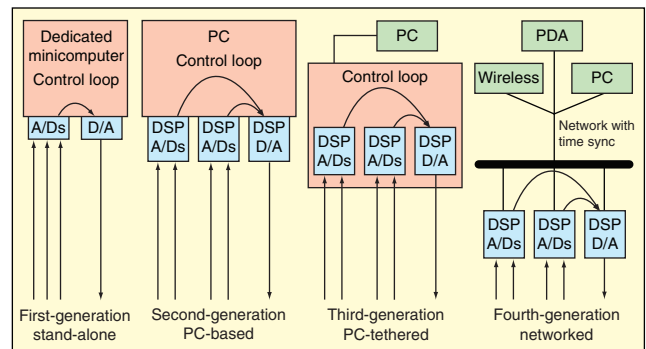 Dedicated
minicomputer
Control loop
A/Ds
D/A
First-generation
stand-alone
PC
Control loop
DSP
A/Ds
DSP
A/Ds
DSP
D/A
Second-generation
PC-based
PC
Control loop
DSP
A/Ds
DSP
A/Ds
DSP
D/A
Third-generation
PC-tethered
PDA
Wireless
PC
Network with
time sync
DSP
A/Ds
DSP
A/Ds
DSP
D/A
Fourth-generation
networked